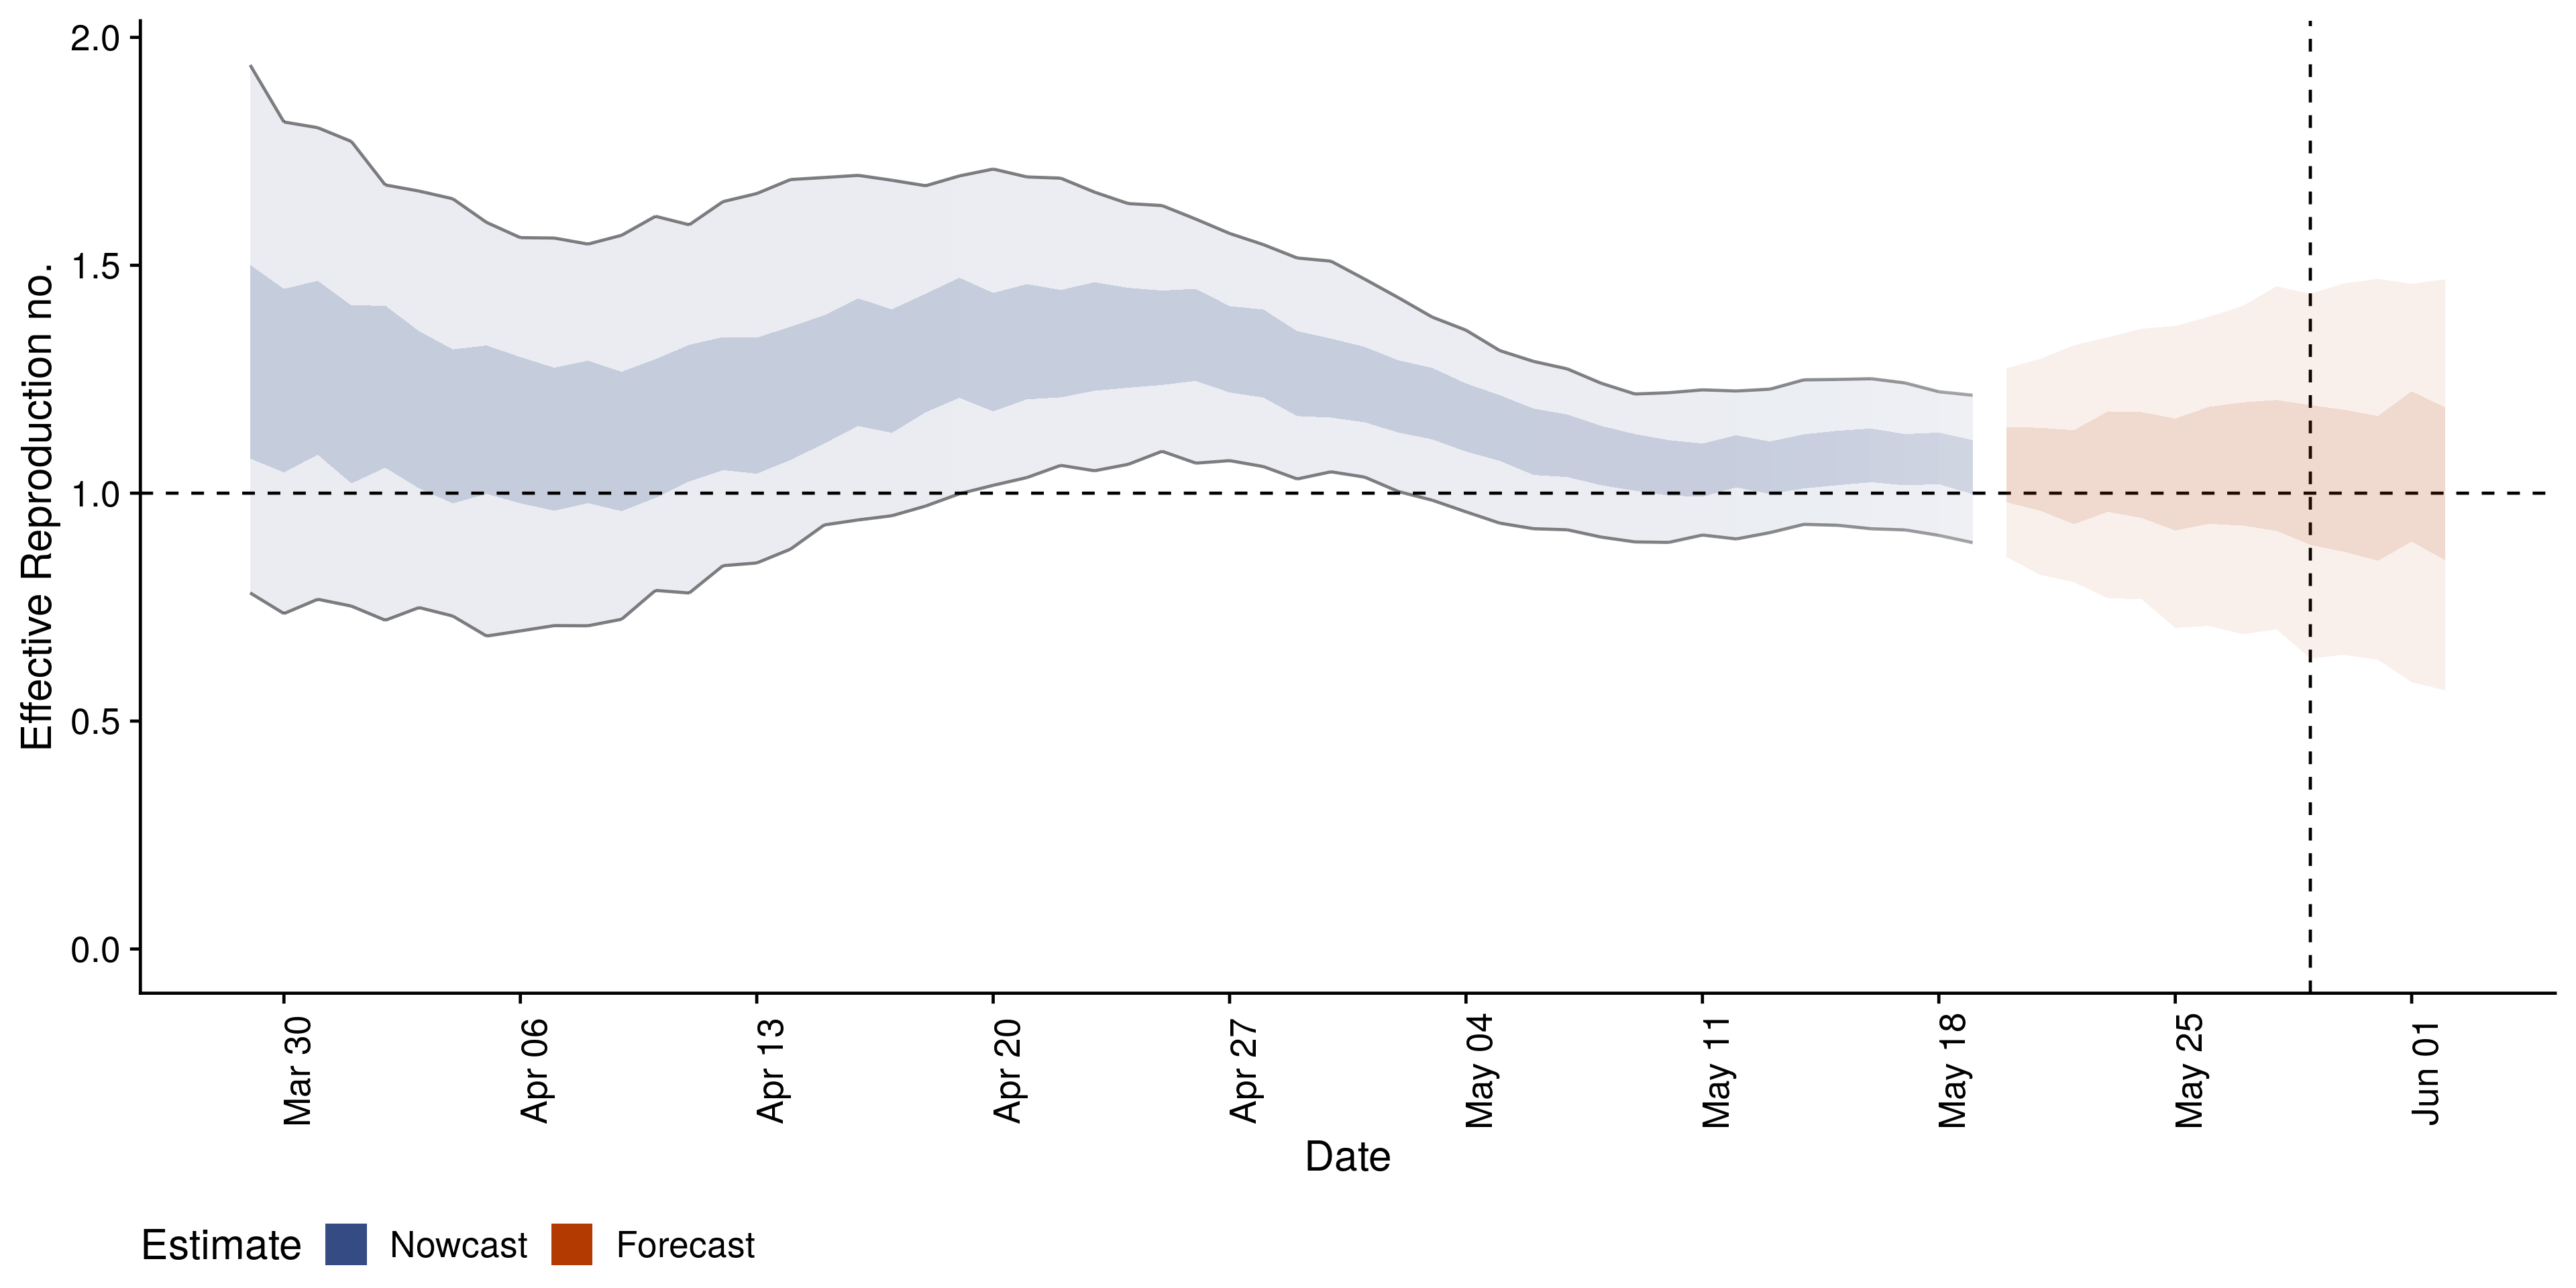 2.0
1.5
1.0
0.5
0.0
Effective Reproduction no.
Mar 30
Apr 06
Apr 13
Apr 20
Apr 27
May 04
May 11
May 18
May 25
Jun 01
Date
Estimate Nowcast Forecast